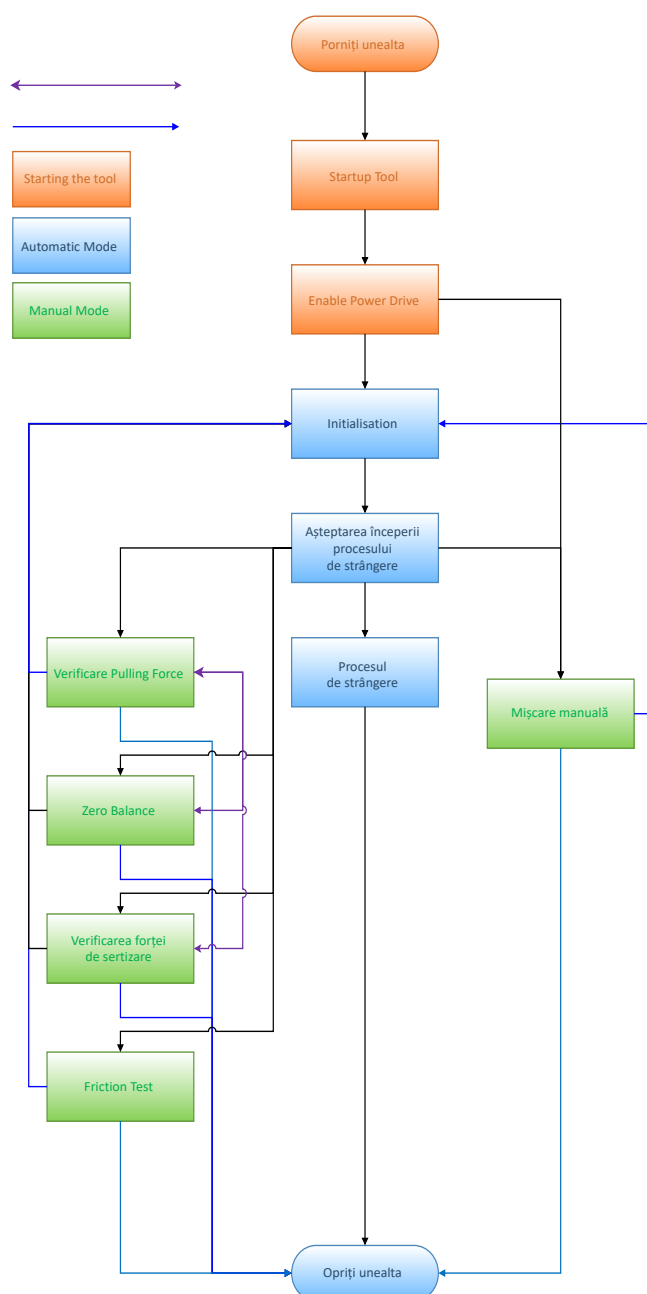 Porniți unealta
Starting the tool
Startup Tool
Automatic Mode
Manual Mode
Enable Power Drive
Initialisation
Așteptarea începerii
procesului
de strângere
Verificare Pulling Force
Procesul
de strângere
Mișcare manuală
Zero Balance
Verificarea forței
de sertizare
Friction Test
Opriți unealta